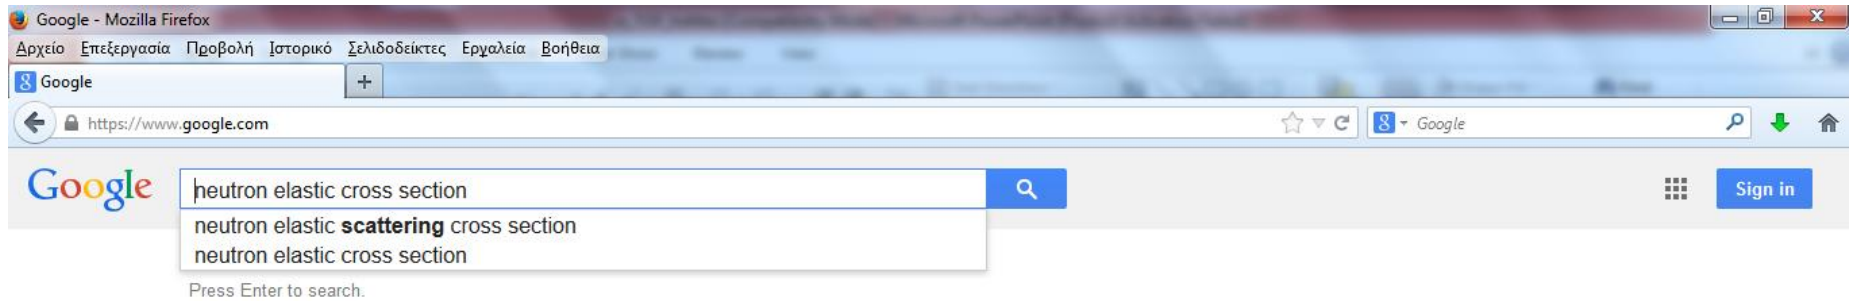 Google - Mozilla Firefox
Αρχείο Επεξεργασία Προβολή Ιστορικό Σελιδοδείκτες Εργαλεία Βοήθεια
Google
https://www.google.com
Google
Google
neutron elastic cross section
Sign in
neutron elastic scattering cross section
neutron elastic cross section
Press Enter to search.